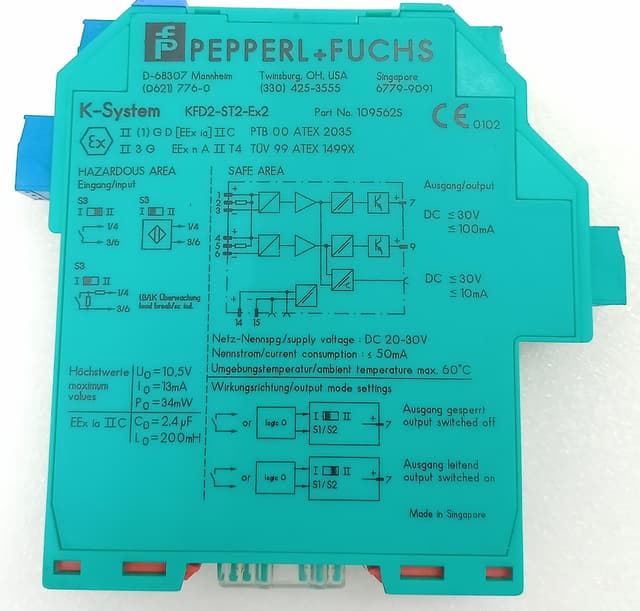 PEPPERL+FUCHS
D-68307 Mannheim Twinsburg, OH, USA Singapore
(0621) 776-0 (330) 425-3555 6779-9091
K-System KFD2-ST2-Ex2 Part No. 109562S
CE 0102
Ex II (1) G D [EEx ia] II C PTB 00 ATEX 2035
II 3 G EEx n A II T4 TÜV 99 ATEX 1499X
HAZARDOUS AREA SAFE AREA
Eingang/input Ausgang/output
S3 S3
I II I II
1/4 1/4
3/6 3/6
S3
I II
1/4
3/6
LB/LK Überwachung
lead break/sc ind.
1 +
2
3
4 +
5
6
+ 7
+ 9
14 15
DC ≤ 30V
≤ 100mA
DC ≤ 30V
≤ 10mA
Netz-Nennspg/supply voltage : DC 20-30V
Nennstrom/current consumption : ≤ 50mA
Umgebungstemperatur/ambient temperature max. 60°C
Höchstwerte
maximum
values
U0 = 10,5V
I0 = 13mA
P0 = 34mW
EEx ia II C
C0 = 2,4µF
L0 = 200mH
Wirkungsrichtung/output mode settings
or logic 0 I II S1/S2 + 7
Ausgang gesperrt
output switched off
or logic 0 I II S1/S2 + 7
Ausgang leitend
output switched on
Made in Singapore